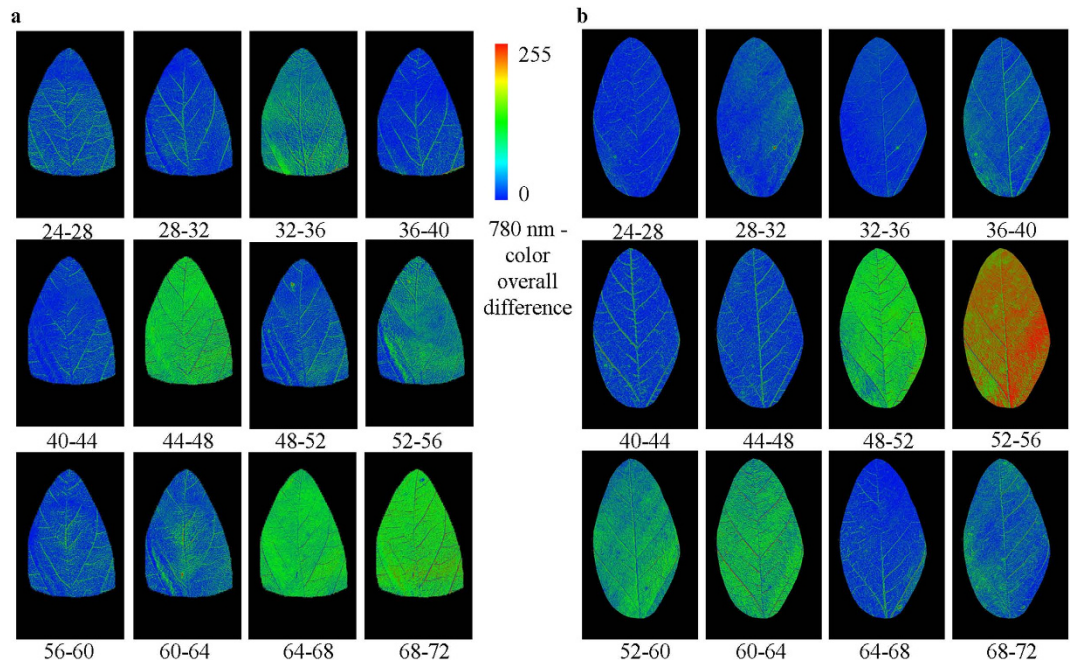 a
24-28 28-32 32-36 36-40
40-44 44-48 48-52 52-56
56-60 60-64 64-68 68-72
255
0
780 nm -
color
overall
difference
b
24-28 28-32 32-36 36-40
40-44 44-48 48-52 52-56
52-60 60-64 64-68 68-72